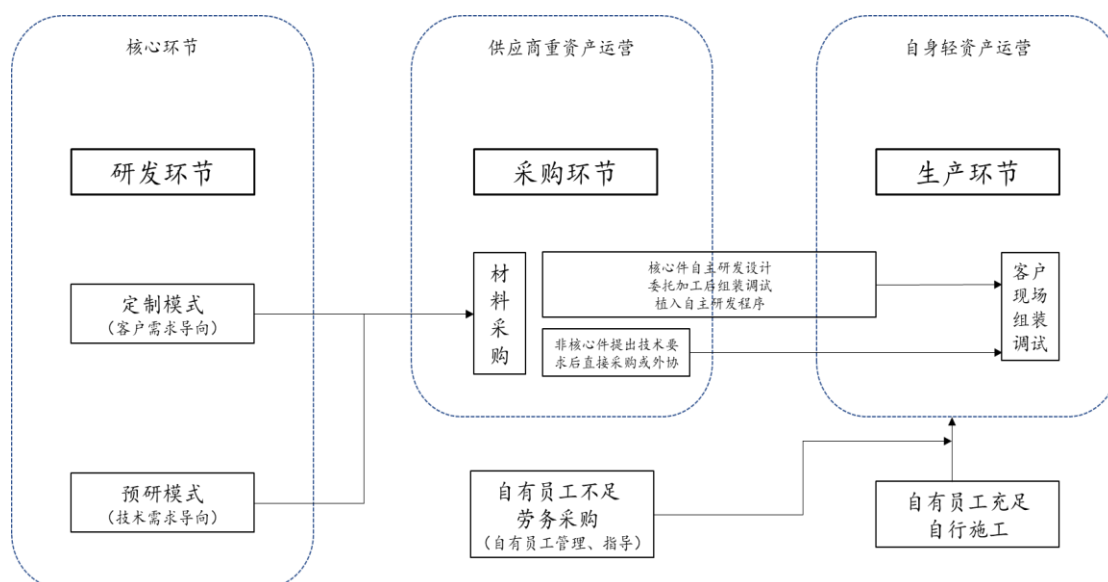 核心环节
供应商重资产运营
自身轻资产运营
研发环节
采购环节
生产环节
定制模式
（客户需求导向）
预研模式
（技术需求导向）
材
料
采
购
核心件自主研发设计
委托加工后组装调试
植入自主研发程序
非核心件提出技术要
求后直接采购或外协
客户
现场
组装
调试
自有员工不足
劳务采购
（自有员工管理、指导）
自有员工充足
自行施工